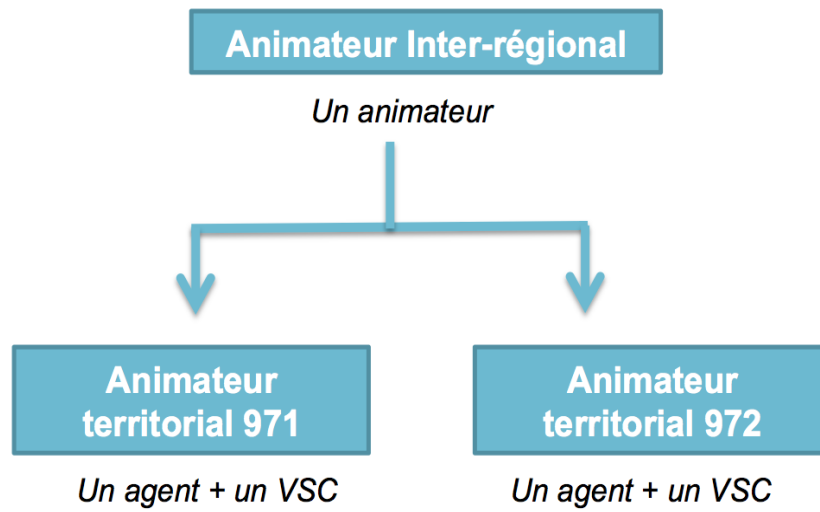 Animateur Inter-régional
Un animateur
Animateur
territorial 971
Animateur
territorial 972
Un agent + un VSC
Un agent + un VSC